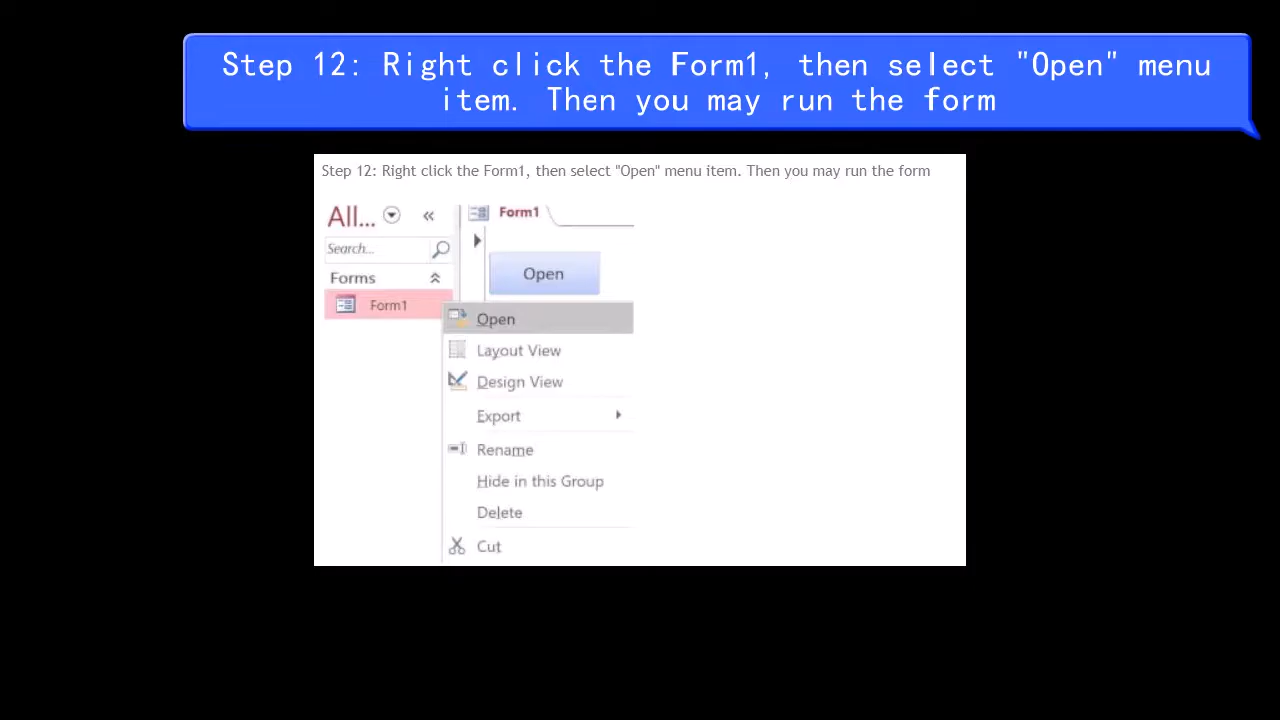 Step 12: Right click the Form1, then select "Open" menu
item. Then you may run the form
Step 12: Right click the Form1, then select "Open" menu item. Then you may run the form
All...
Form1
Search...
Open
Forms
Form1
Open
Layout View
Design View
Export
Rename
Hide in this Group
Delete
Cut